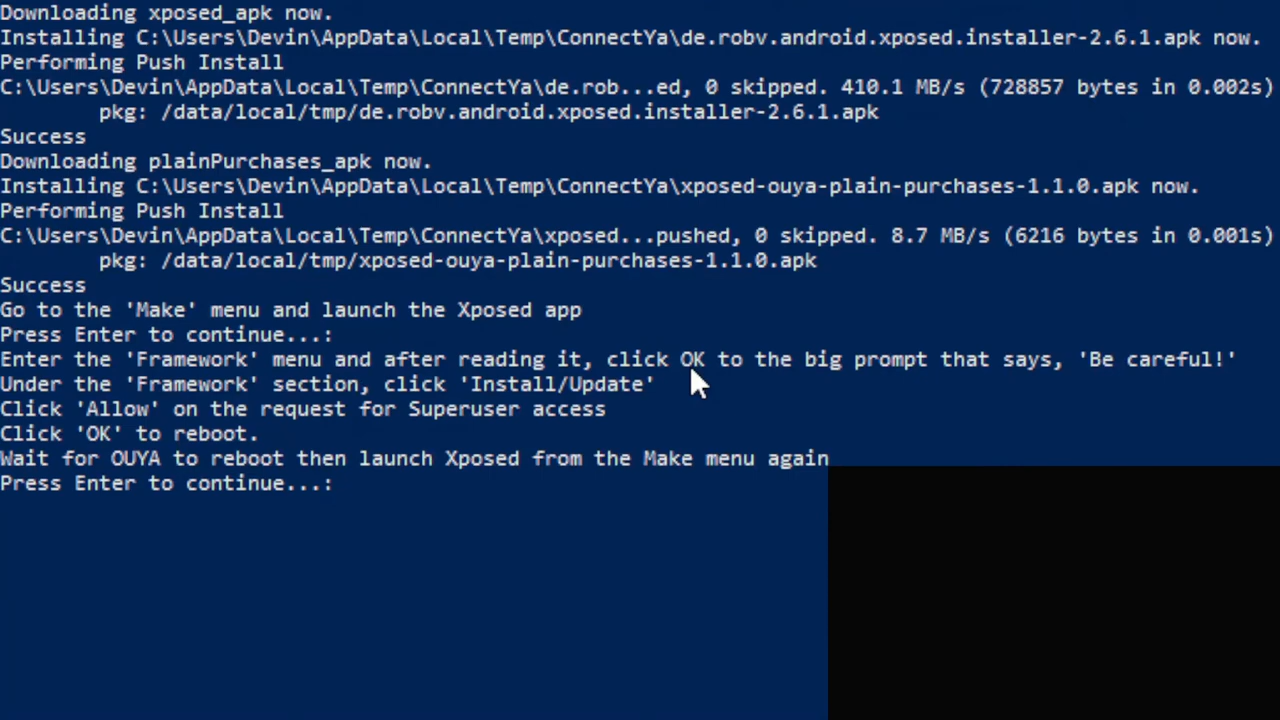 Downloading xposed_apk now.
Installing C:\Users\Devin\AppData\Local\Temp\ConnectYa\de.robv.android.xposed.installer-2.6.1.apk now.
Performing Push Install
C:\Users\Devin\AppData\Local\Temp\ConnectYa\de.rob...ed, 0 skipped. 410.1 MB/s (728857 bytes in 0.002s)
        pkg: /data/local/tmp/de.robv.android.xposed.installer-2.6.1.apk
Success
Downloading plainPurchases_apk now.
Installing C:\Users\Devin\AppData\Local\Temp\ConnectYa\xposed-ouya-plain-purchases-1.1.0.apk now.
Performing Push Install
C:\Users\Devin\AppData\Local\Temp\ConnectYa\xposed...pushed, 0 skipped. 8.7 MB/s (6216 bytes in 0.001s)
        pkg: /data/local/tmp/xposed-ouya-plain-purchases-1.1.0.apk
Success
Go to the 'Make' menu and launch the Xposed app
Press Enter to continue...:
Enter the 'Framework' menu and after reading it, click OK to the big prompt that says, 'Be careful!'
Under the 'Framework' section, click 'Install/Update'
Click 'Allow' on the request for Superuser access
Click 'OK' to reboot.
Wait for OUYA to reboot then launch Xposed from the Make menu again
Press Enter to continue...: